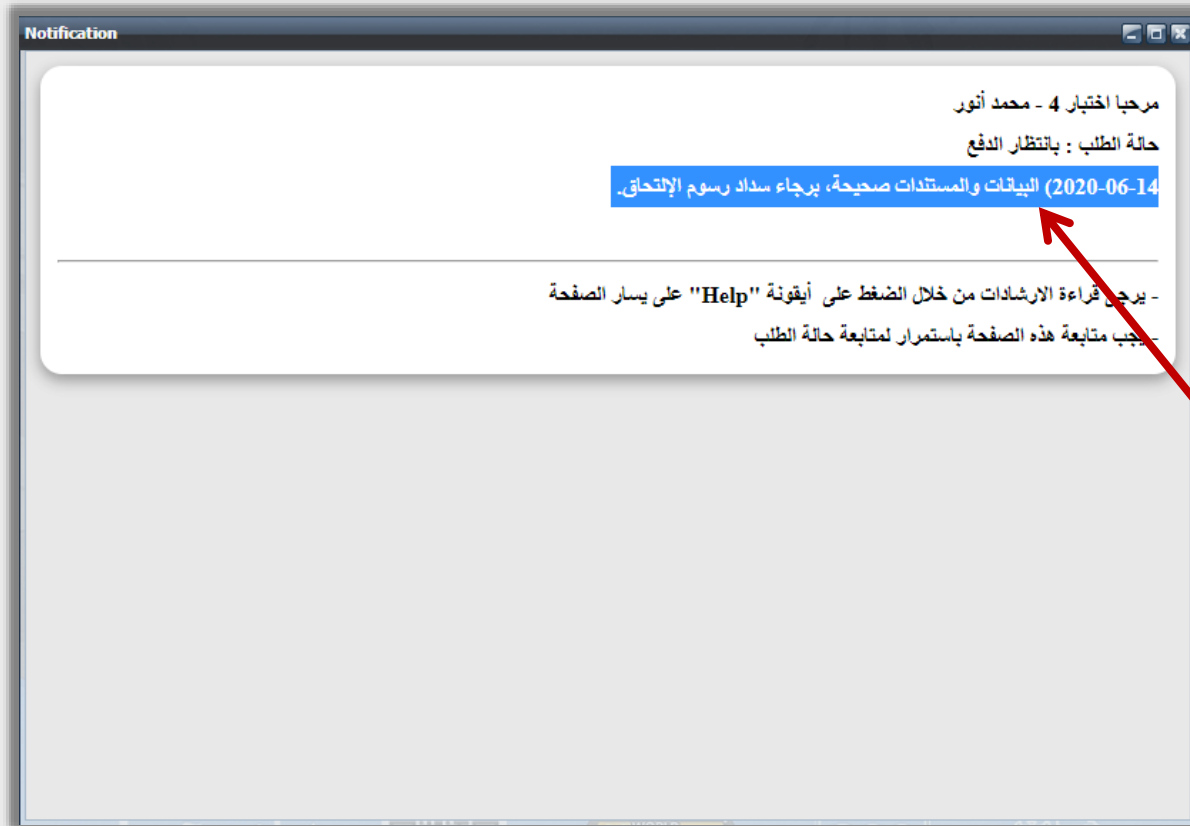 Notification
مرحبا اختبار 4 - محمد أنور
حالة الطلب : بانتظار الدفع
2020-06-14) البيانات والمستندات صحيحة، برجاء سداد رسوم الإلتحاق.
- يرجى قراءة الارشادات من خلال الضغط على أيقونة "Help" على يسار الصفحة
- يجب متابعة هذه الصفحة باستمرار لمتابعة حالة الطلب